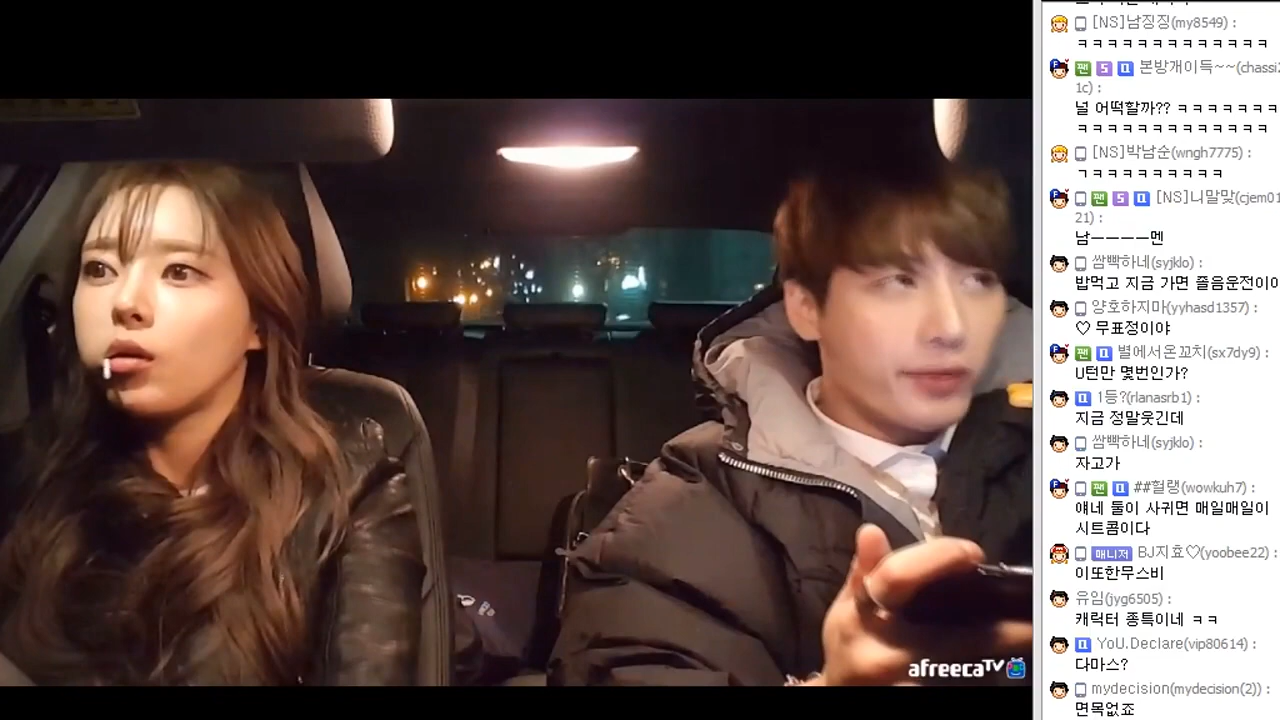 [NS]남징징(my8549) :
ㅋㅋㅋㅋㅋㅋㅋㅋㅋㅋㅋㅋㅋ
팬 S 본방개이득~~(chassi2
1c) :
널 어떡할까?? ㅋㅋㅋㅋㅋㅋㅋ
ㅋㅋㅋㅋㅋㅋㅋㅋㅋㅋㅋㅋㅋ
[NS]박남순(wngh7775) :
ㄱㅋㅋㅋㅋㅋㅋㅋㅋㅋ
팬 S [NS]니말맞(cjem01
21) :
남ㅡㅡㅡㅡ멘
쌈빡하네(syjklo) :
밥먹고 지금 가면 졸음운전이0
양호하지마(yyhasd1357) :
♡ 무표정이야
팬 별에서온꼬치(sx7dy9) :
U턴만 몇번인가?
1등?(rlanasrb1) :
지금 정말웃긴데
쌈빡하네(syjklo) :
자고가
팬 ##헐랭(wowkuh7) :
얘네 둘이 사귀면 매일매일이
시트콤이다
매니저 BJ지효♡(yoobee22) :
이또한무스비
유임(jyg6505) :
캐릭터 종특이네 ㅋㅋ
YoU.Declare(vip80614) :
다마스?
mydecision(mydecision(2)) :
면목없죠
afreecaTV